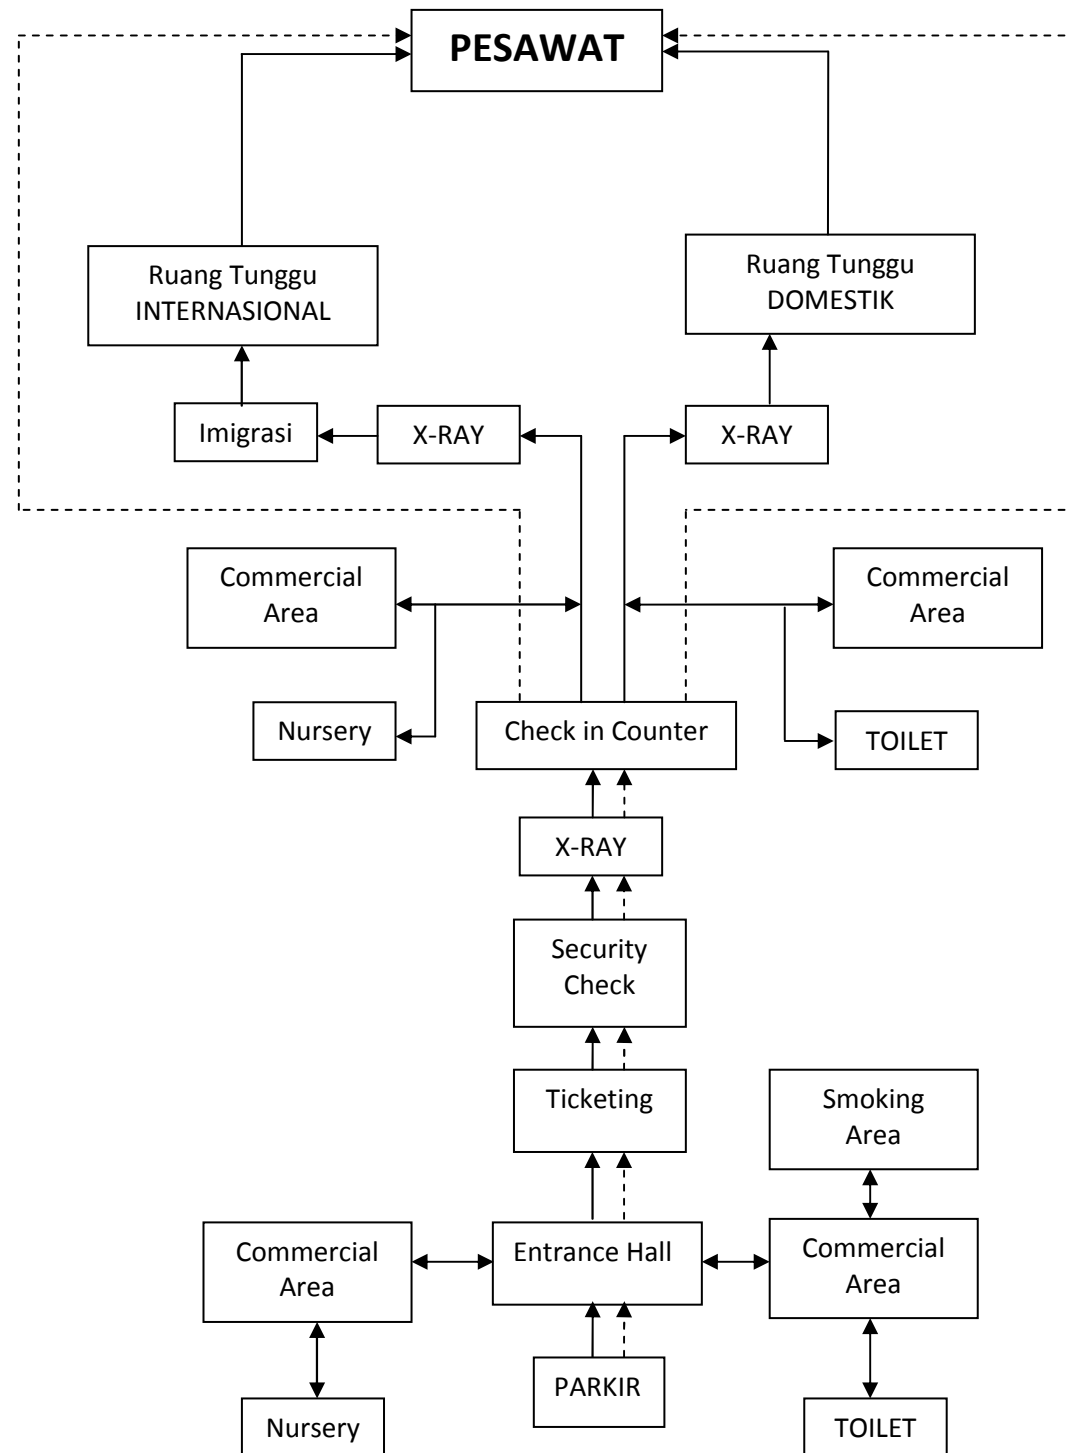 PESAWAT
Ruang Tunggu
INTERNASIONAL
Ruang Tunggu
DOMESTIK
Imigrasi
X-RAY
X-RAY
Commercial
Area
Commercial
Area
Nursery
Check in Counter
TOILET
X-RAY
Security
Check
Ticketing
Smoking
Area
Commercial
Area
Entrance Hall
Commercial
Area
PARKIR
Nursery
TOILET